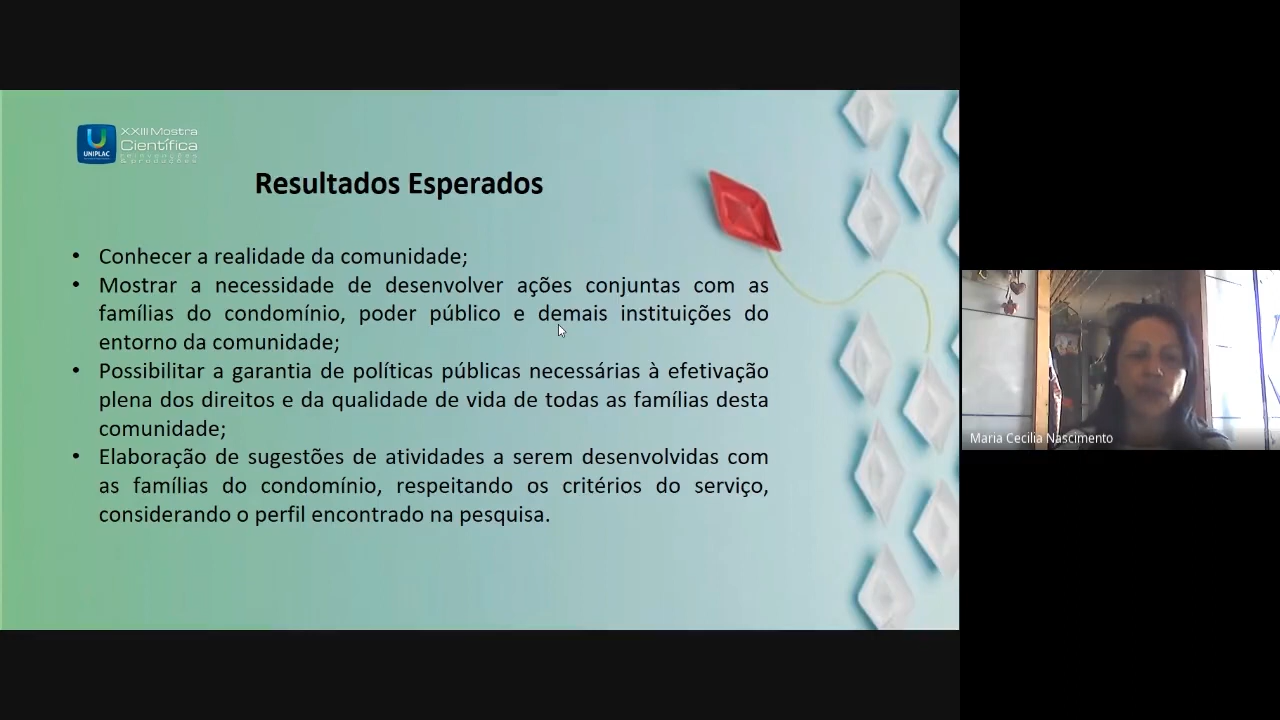 XXIII Mostra
Científica
reinvenções
& produções
UNIPLAC
Resultados Esperados
• Conhecer a realidade da comunidade;
• Mostrar a necessidade de desenvolver ações conjuntas com as
famílias do condomínio, poder público e demais instituições do
entorno da comunidade;
• Possibilitar a garantia de políticas públicas necessárias à efetivação
plena dos direitos e da qualidade de vida de todas as famílias desta
comunidade;
• Elaboração de sugestões de atividades a serem desenvolvidas com
as famílias do condomínio, respeitando os critérios do serviço,
considerando o perfil encontrado na pesquisa.
Maria Cecilia Nascimento